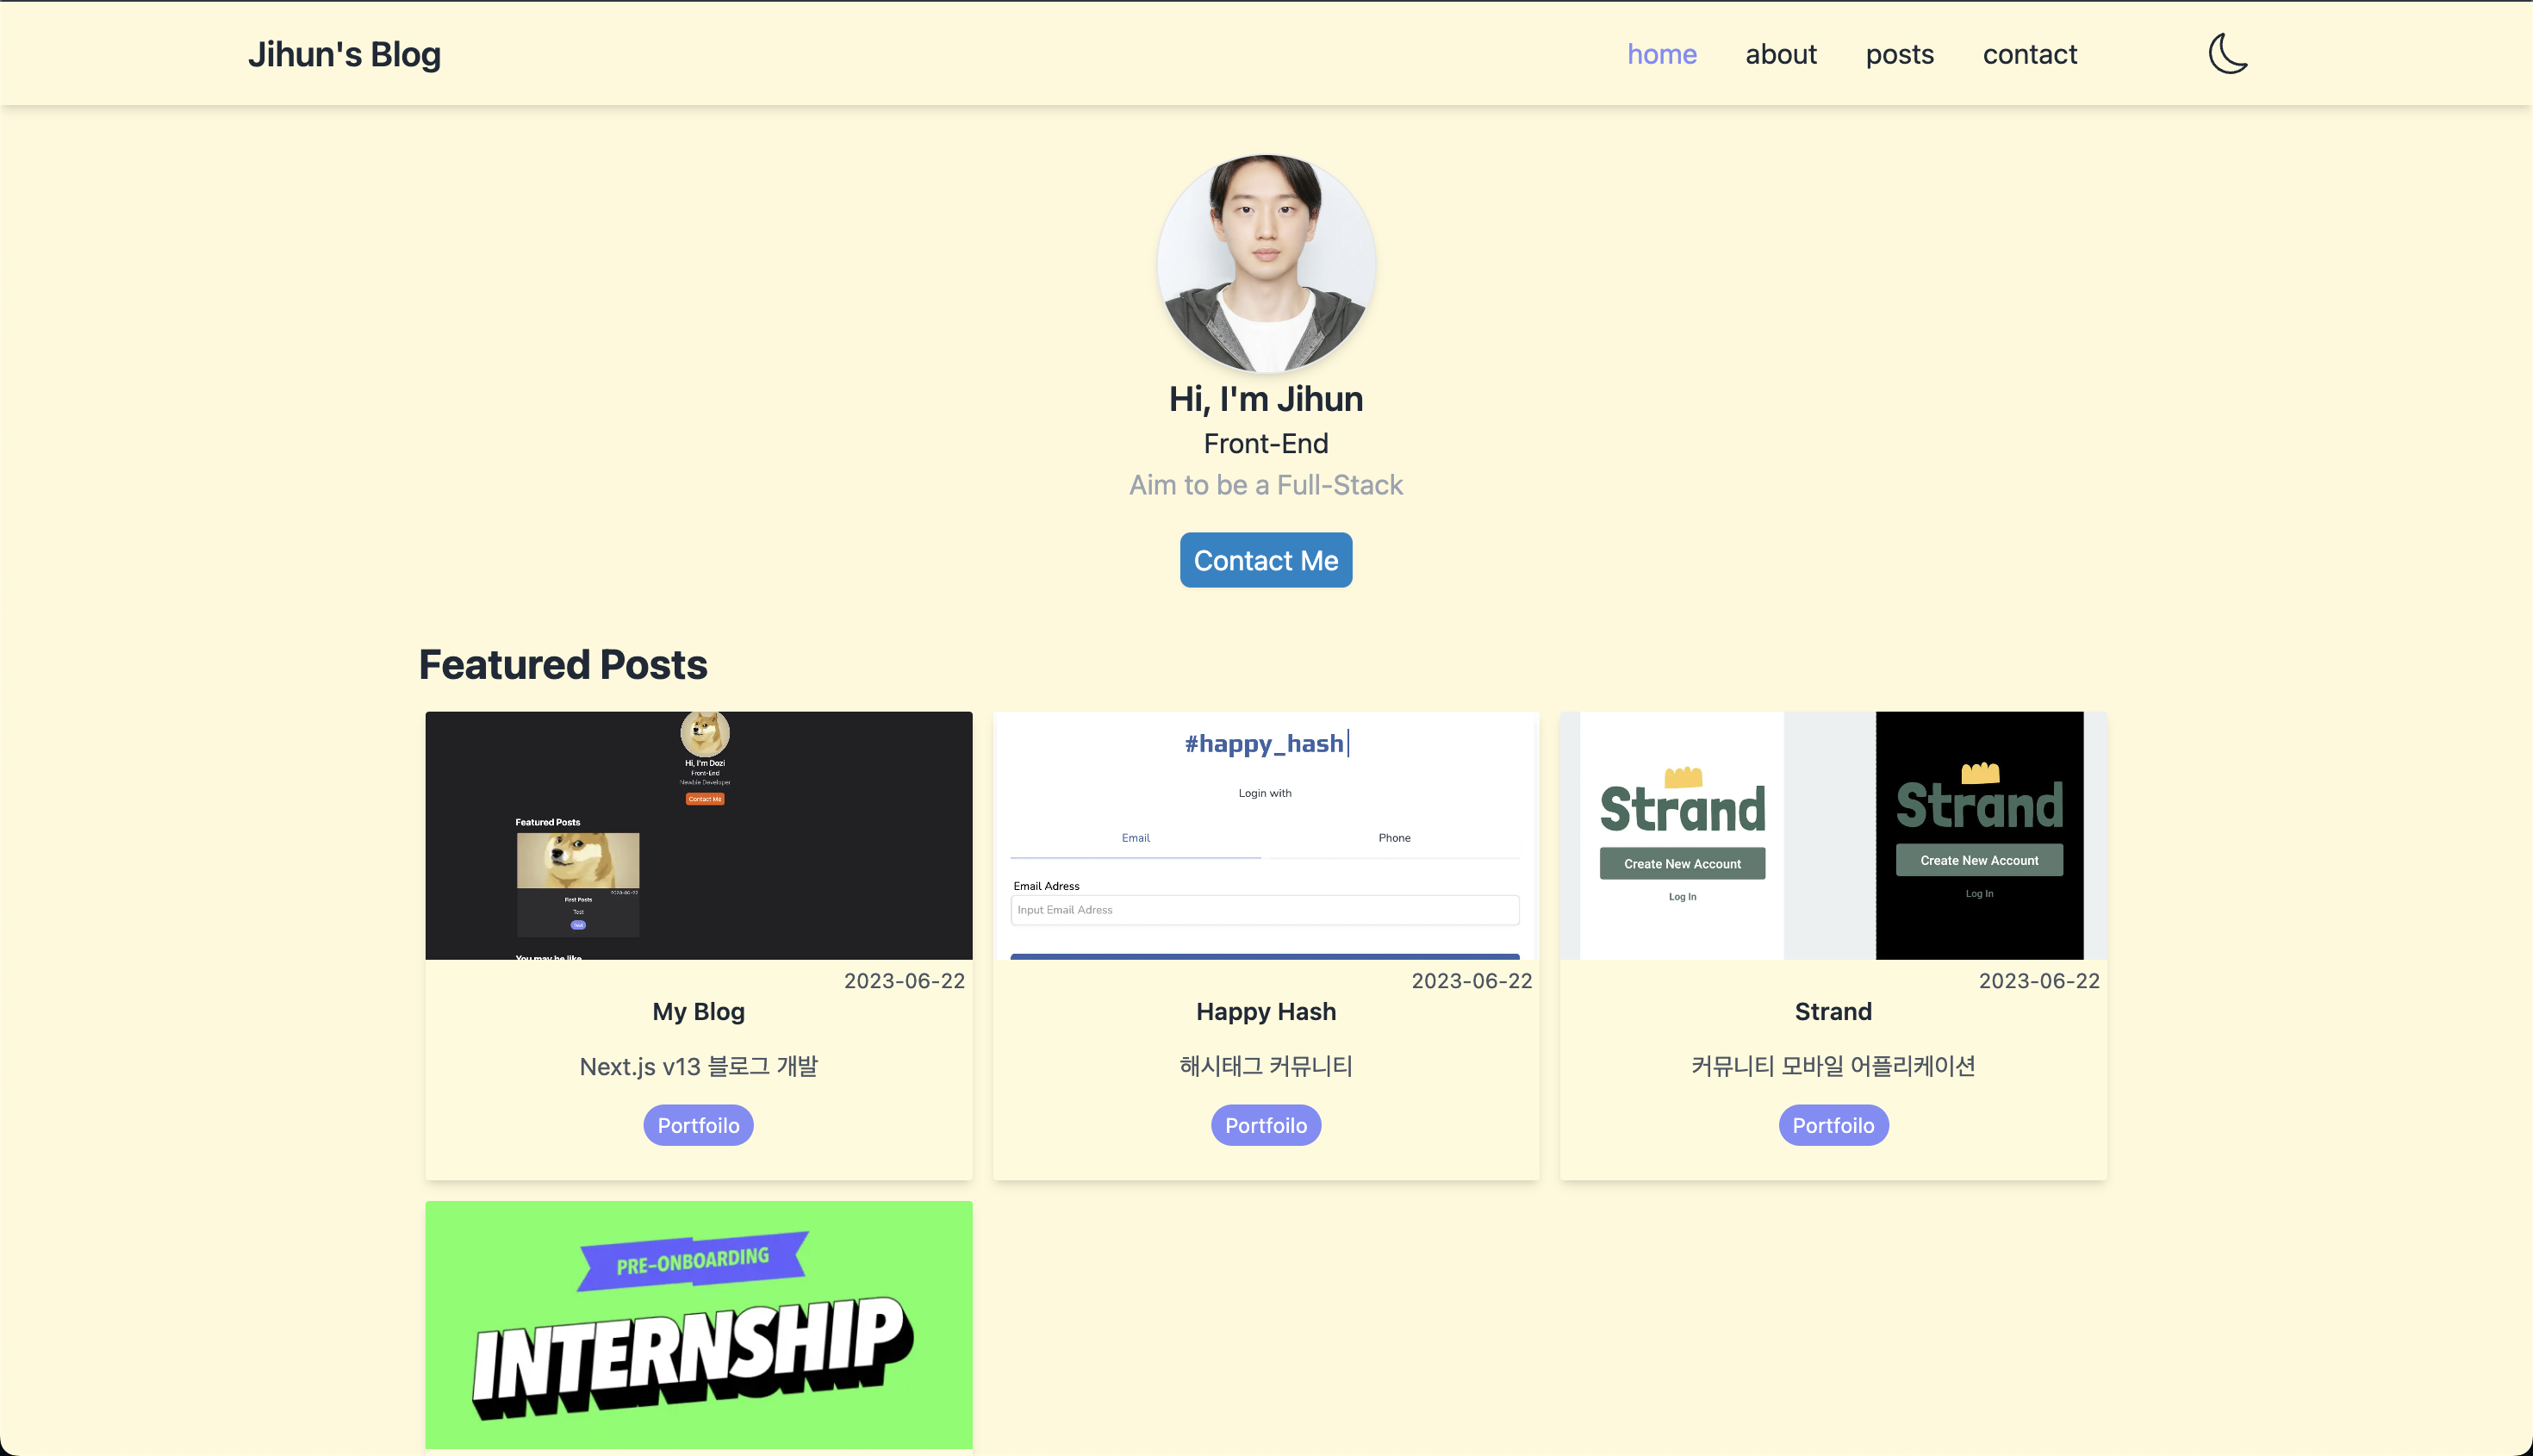 Jihun's Blog
home about posts contact
Hi, I'm Jihun
Front-End
Aim to be a Full-Stack
Contact Me
Featured Posts
Hi, I'm Dozi
Front-End
Newbie Developer
Contact Me
Featured Posts
2023-06-22
First Posts
Test
You may be like
2023-06-22
My Blog
Next.js v13 블로그 개발
Portfoilo
#happy_hash
Login with
Email Phone
Email Adress
Input Email Adress
2023-06-22
Happy Hash
해시태그 커뮤니티
Portfoilo
Strand
Create New Account
Log In
Strand
Create New Account
Log In
2023-06-22
Strand
커뮤니티 모바일 어플리케이션
Portfoilo
PRE-ONBOARDING
INTERNSHIP